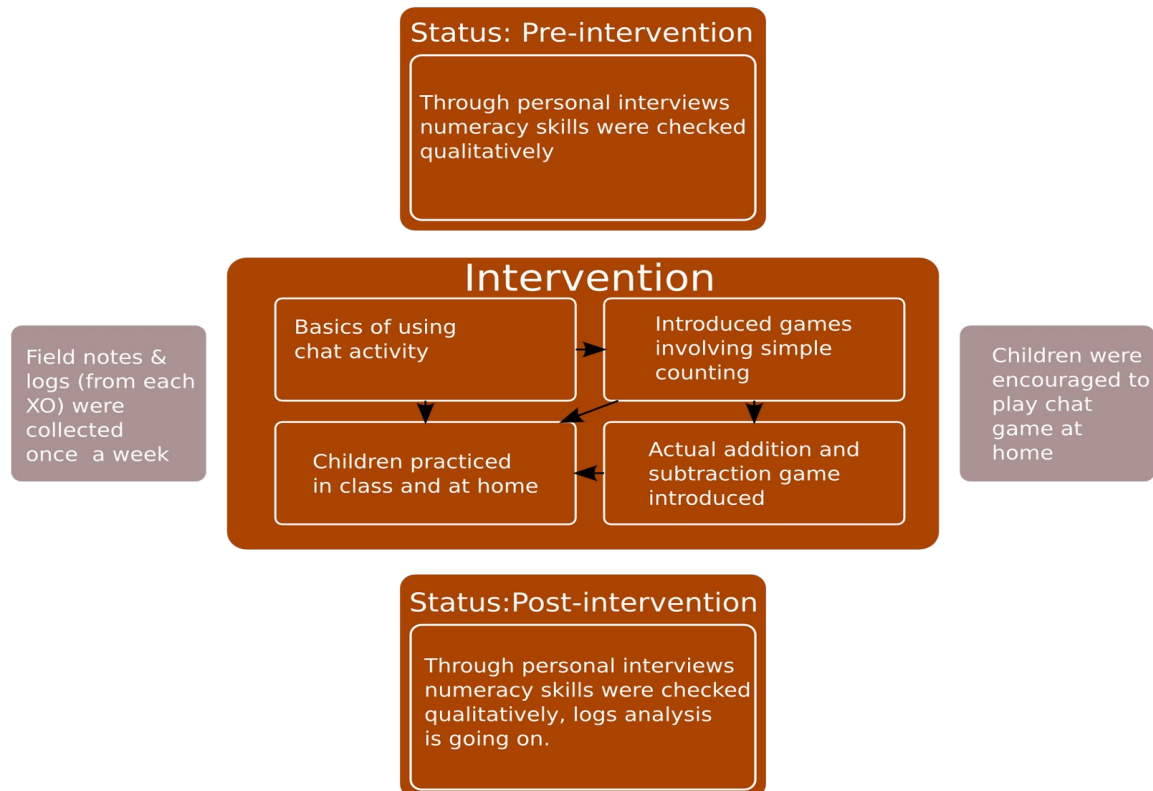 Status: Pre-intervention
Through personal interviews
numeracy skills were checked
qualitatively
Intervention
Basics of using
chat activity
Introduced games
involving simple
counting
Children practiced
in class and at home
Actual addition and
subtraction game
introduced
Field notes &
logs (from each
XO) were
collected
once  a week
Children were
encouraged to
play chat
game at
home
Status:Post-intervention
Through personal interviews
numeracy skills were checked
qualitatively, logs analysis
is going on.